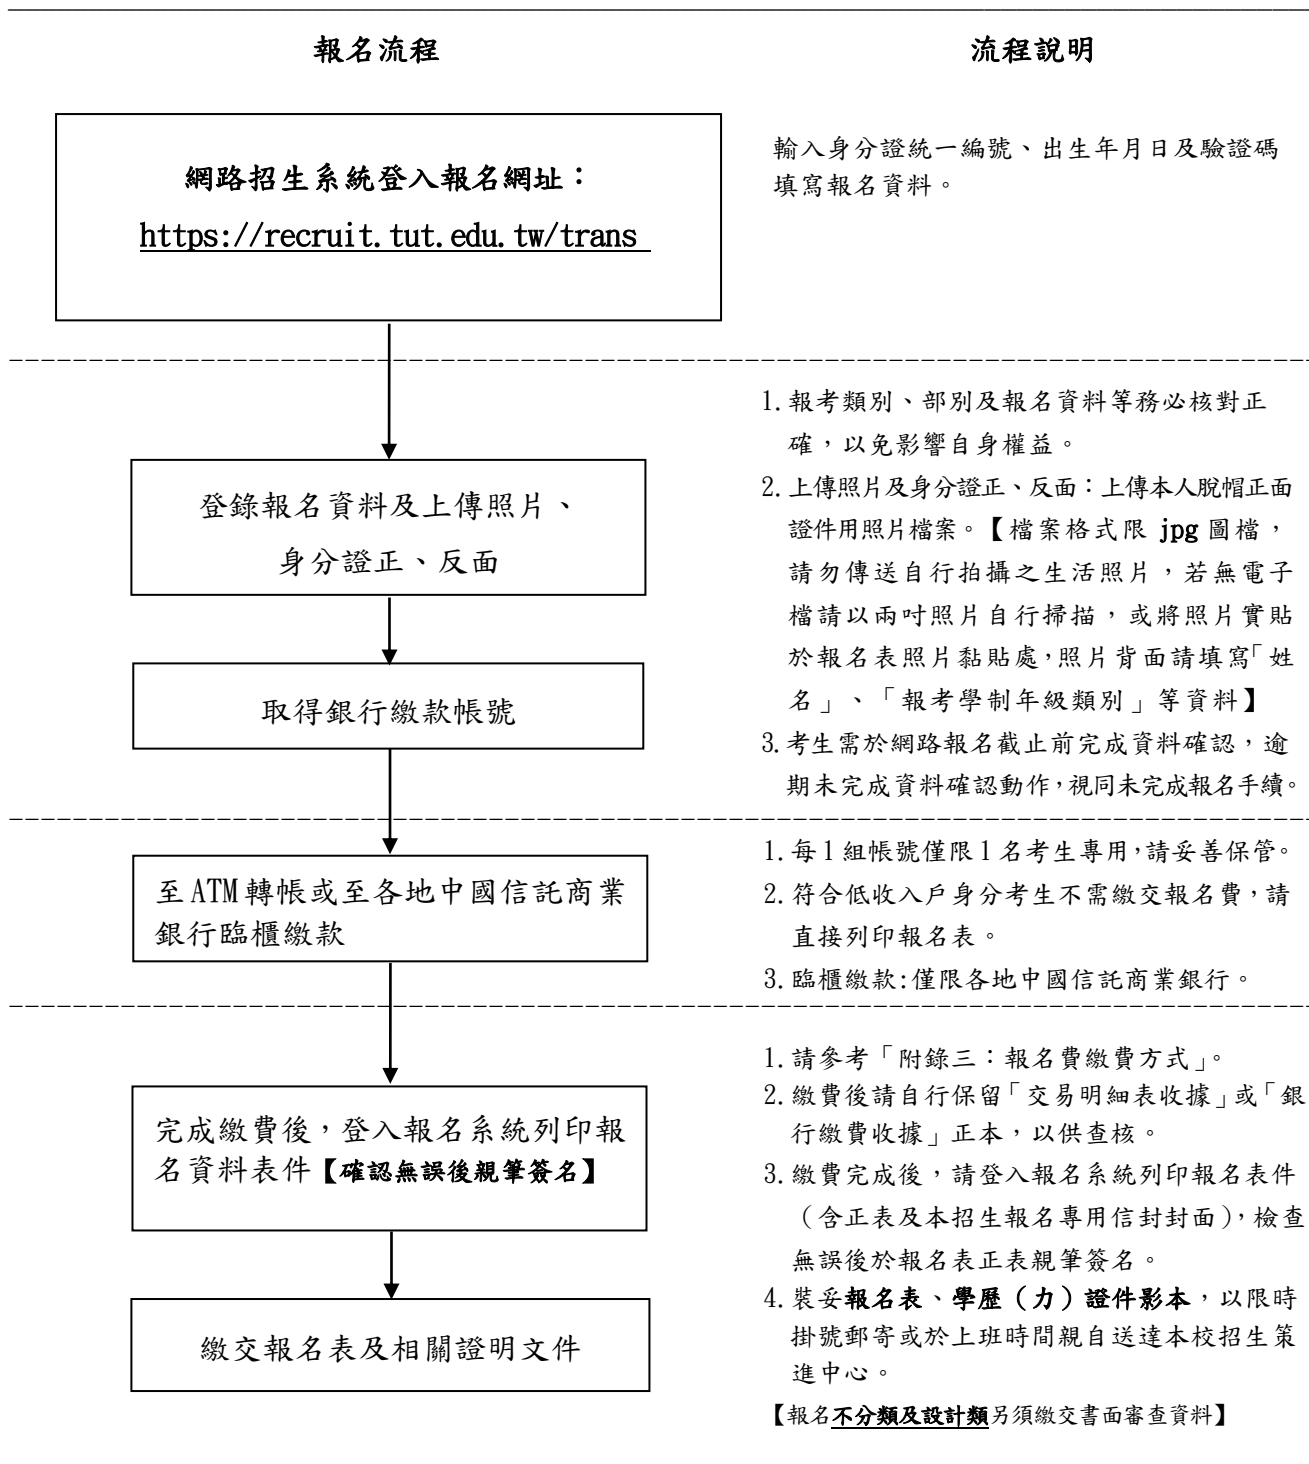 報名流程
流程說明
網路招生系統登入報名網址：
https://recruit.tut.edu.tw/trans
輸入身分證統一編號、出生年月日及驗證碼
填寫報名資料。
登錄報名資料及上傳照片、
身分證正、反面
取得銀行繳款帳號
1.報考類別、部別及報名資料等務必核對正
確，以免影響自身權益。
2.上傳照片及身分證正、反面：上傳本人脫帽正面
證件用照片檔案。【檔案格式限 jpg 圖檔，
請勿傳送自行拍攝之生活照片，若無電子
檔請以兩吋照片自行掃描，或將照片實貼
於報名表照片黏貼處，照片背面請填寫「姓
名」、「報考學制年級類別」等資料】
3.考生需於網路報名截止前完成資料確認，逾
期未完成資料確認動作，視同未完成報名手續。
至 ATM 轉帳或至各地中國信託商業
銀行臨櫃繳款
1.每 1 組帳號僅限 1 名考生專用，請妥善保管。
2.符合低收入戶身分考生不需繳交報名費，請
直接列印報名表。
3.臨櫃繳款:僅限各地中國信託商業銀行。
完成繳費後，登入報名系統列印報
名資料表件【確認無誤後親筆簽名】
繳交報名表及相關證明文件
1.請參考「附錄三：報名費繳費方式」。
2.繳費後請自行保留「交易明細表收據」或「銀
行繳費收據」正本，以供查核。
3.繳費完成後，請登入報名系統列印報名表件
（含正表及本招生報名專用信封封面），檢查
無誤後於報名表正表親筆簽名。
4.裝妥報名表、學歷（力）證件影本，以限時
掛號郵寄或於上班時間親自送達本校招生策
進中心。
【報名不分類及設計類另須繳交書面審查資料】